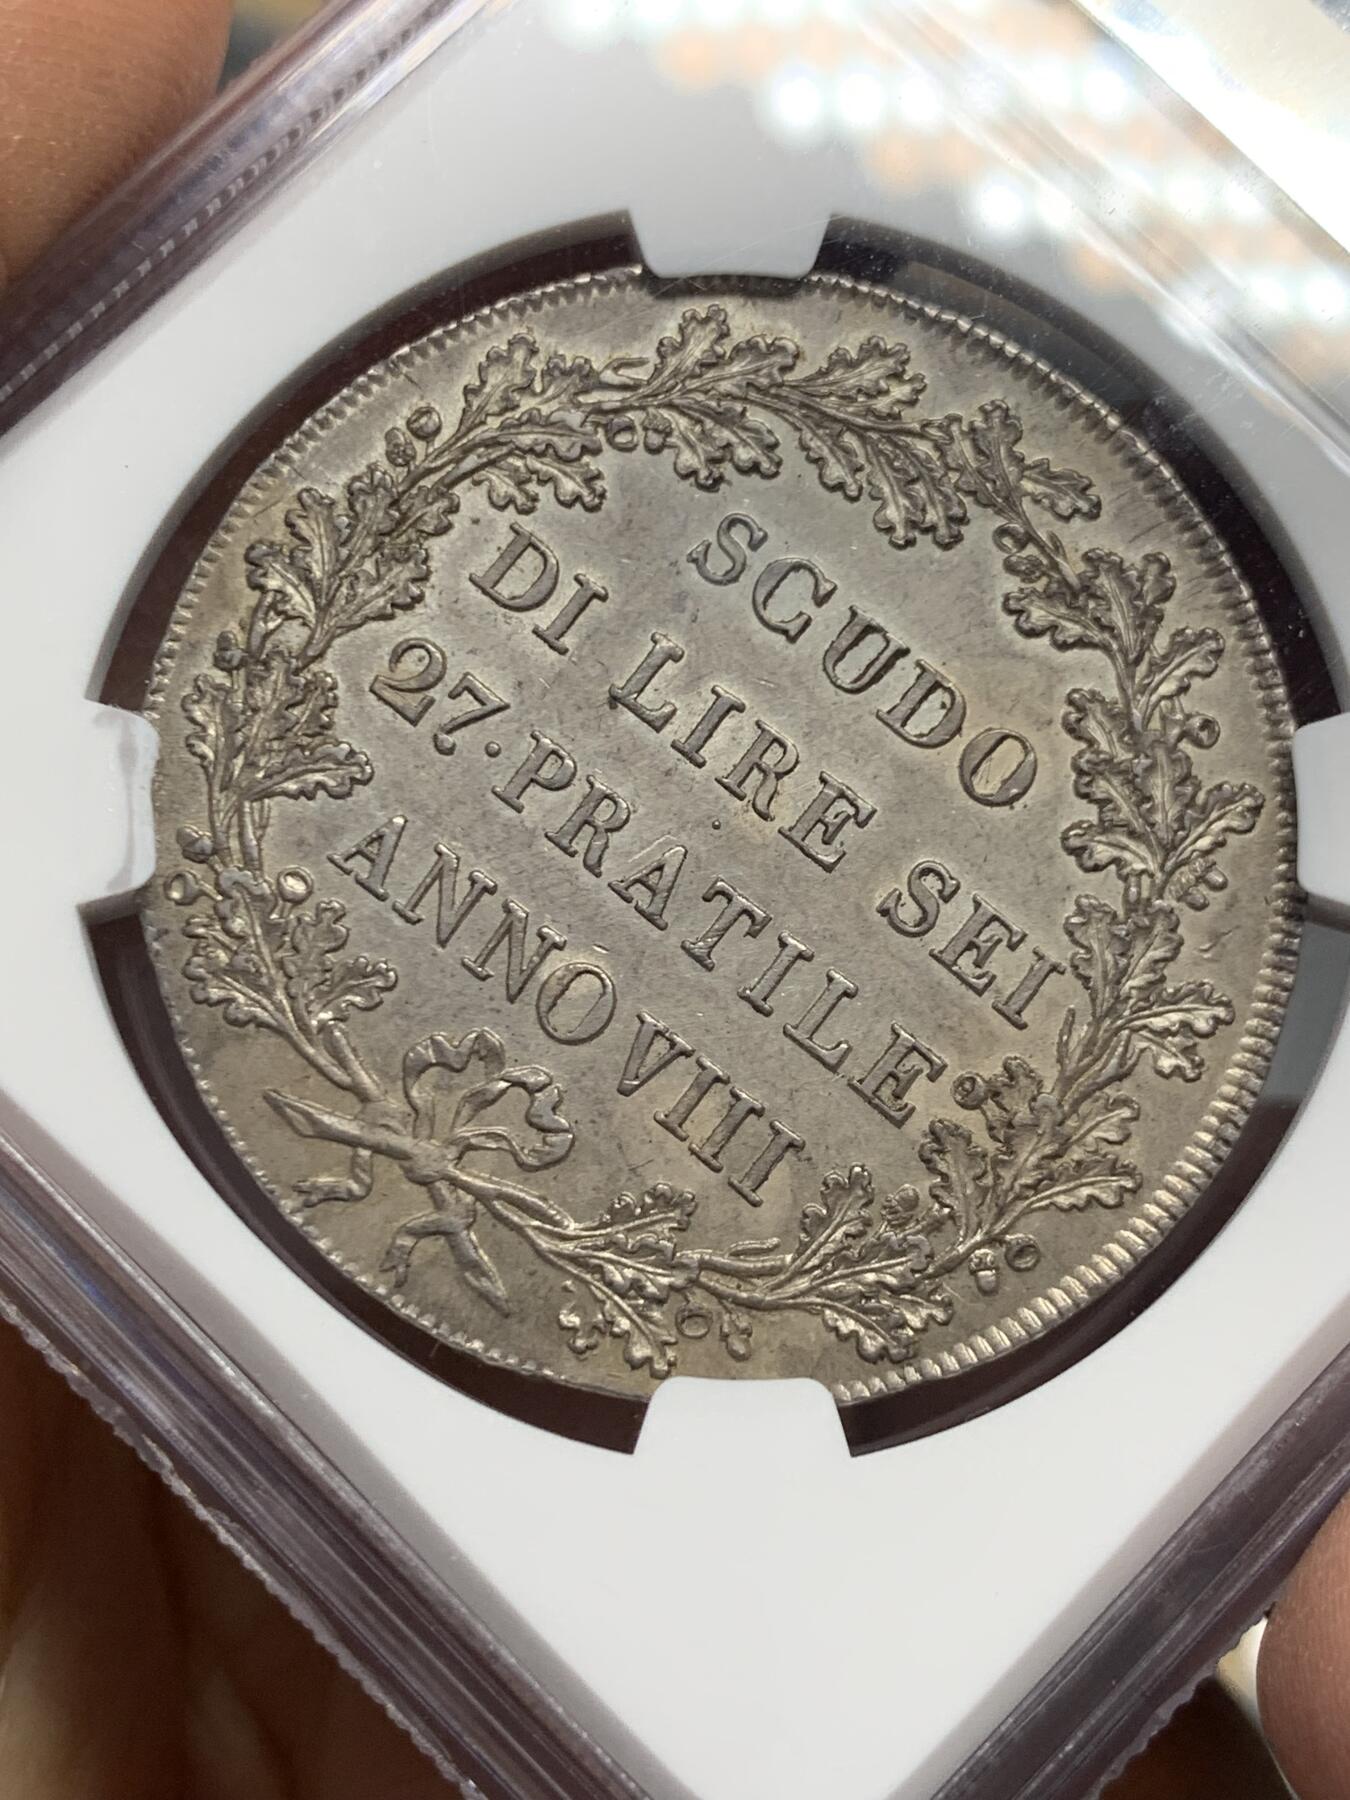 SCUDO
DI LIRE SEI
27. PRATILE
ANNO VIII